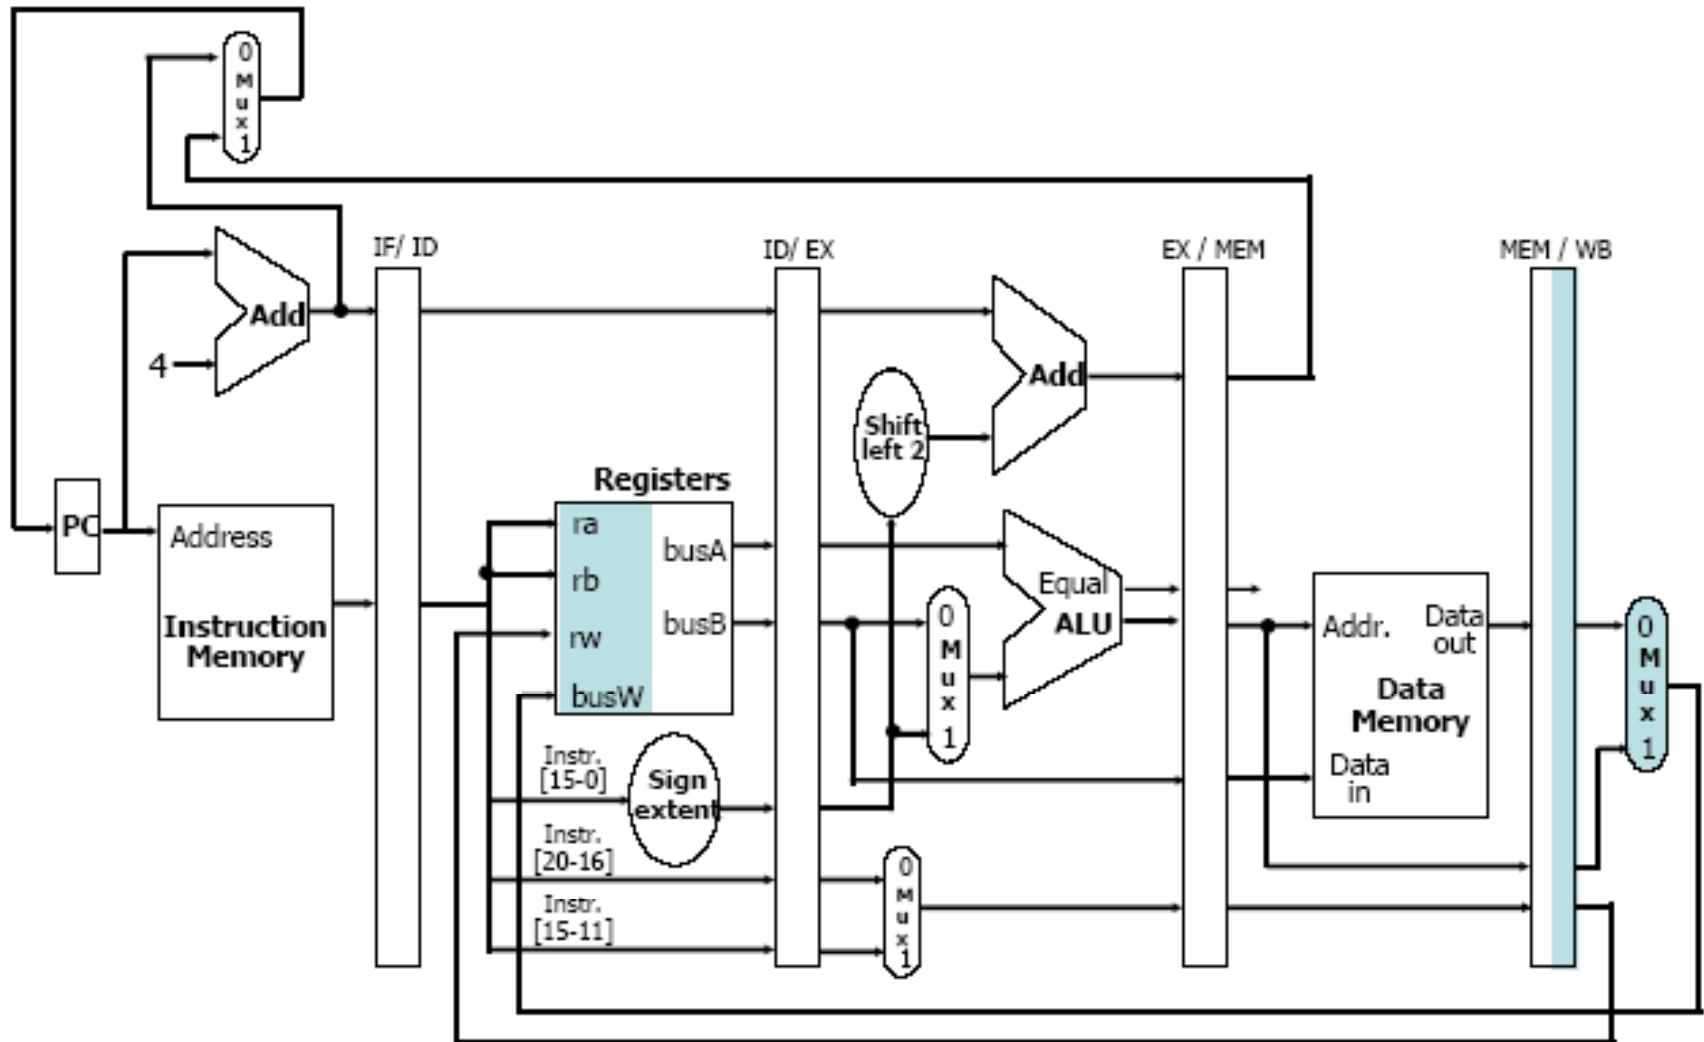 0
M
u
x
1
IF/ ID
ID/ EX
EX / MEM
MEM / WB
Add
4
Add
Shift
left 2
Registers
PC
Address
Instruction
Memory
ra
rb
rw
busW
busA
busB
0
M
u
x
1
Equal
ALU
Addr.
Data
out
Data
Memory
Data
in
0
M
u
x
1
Instr.
[15-0]
Sign
extent
Instr.
[20-16]
Instr.
[15-11]
0
M
u
x
1